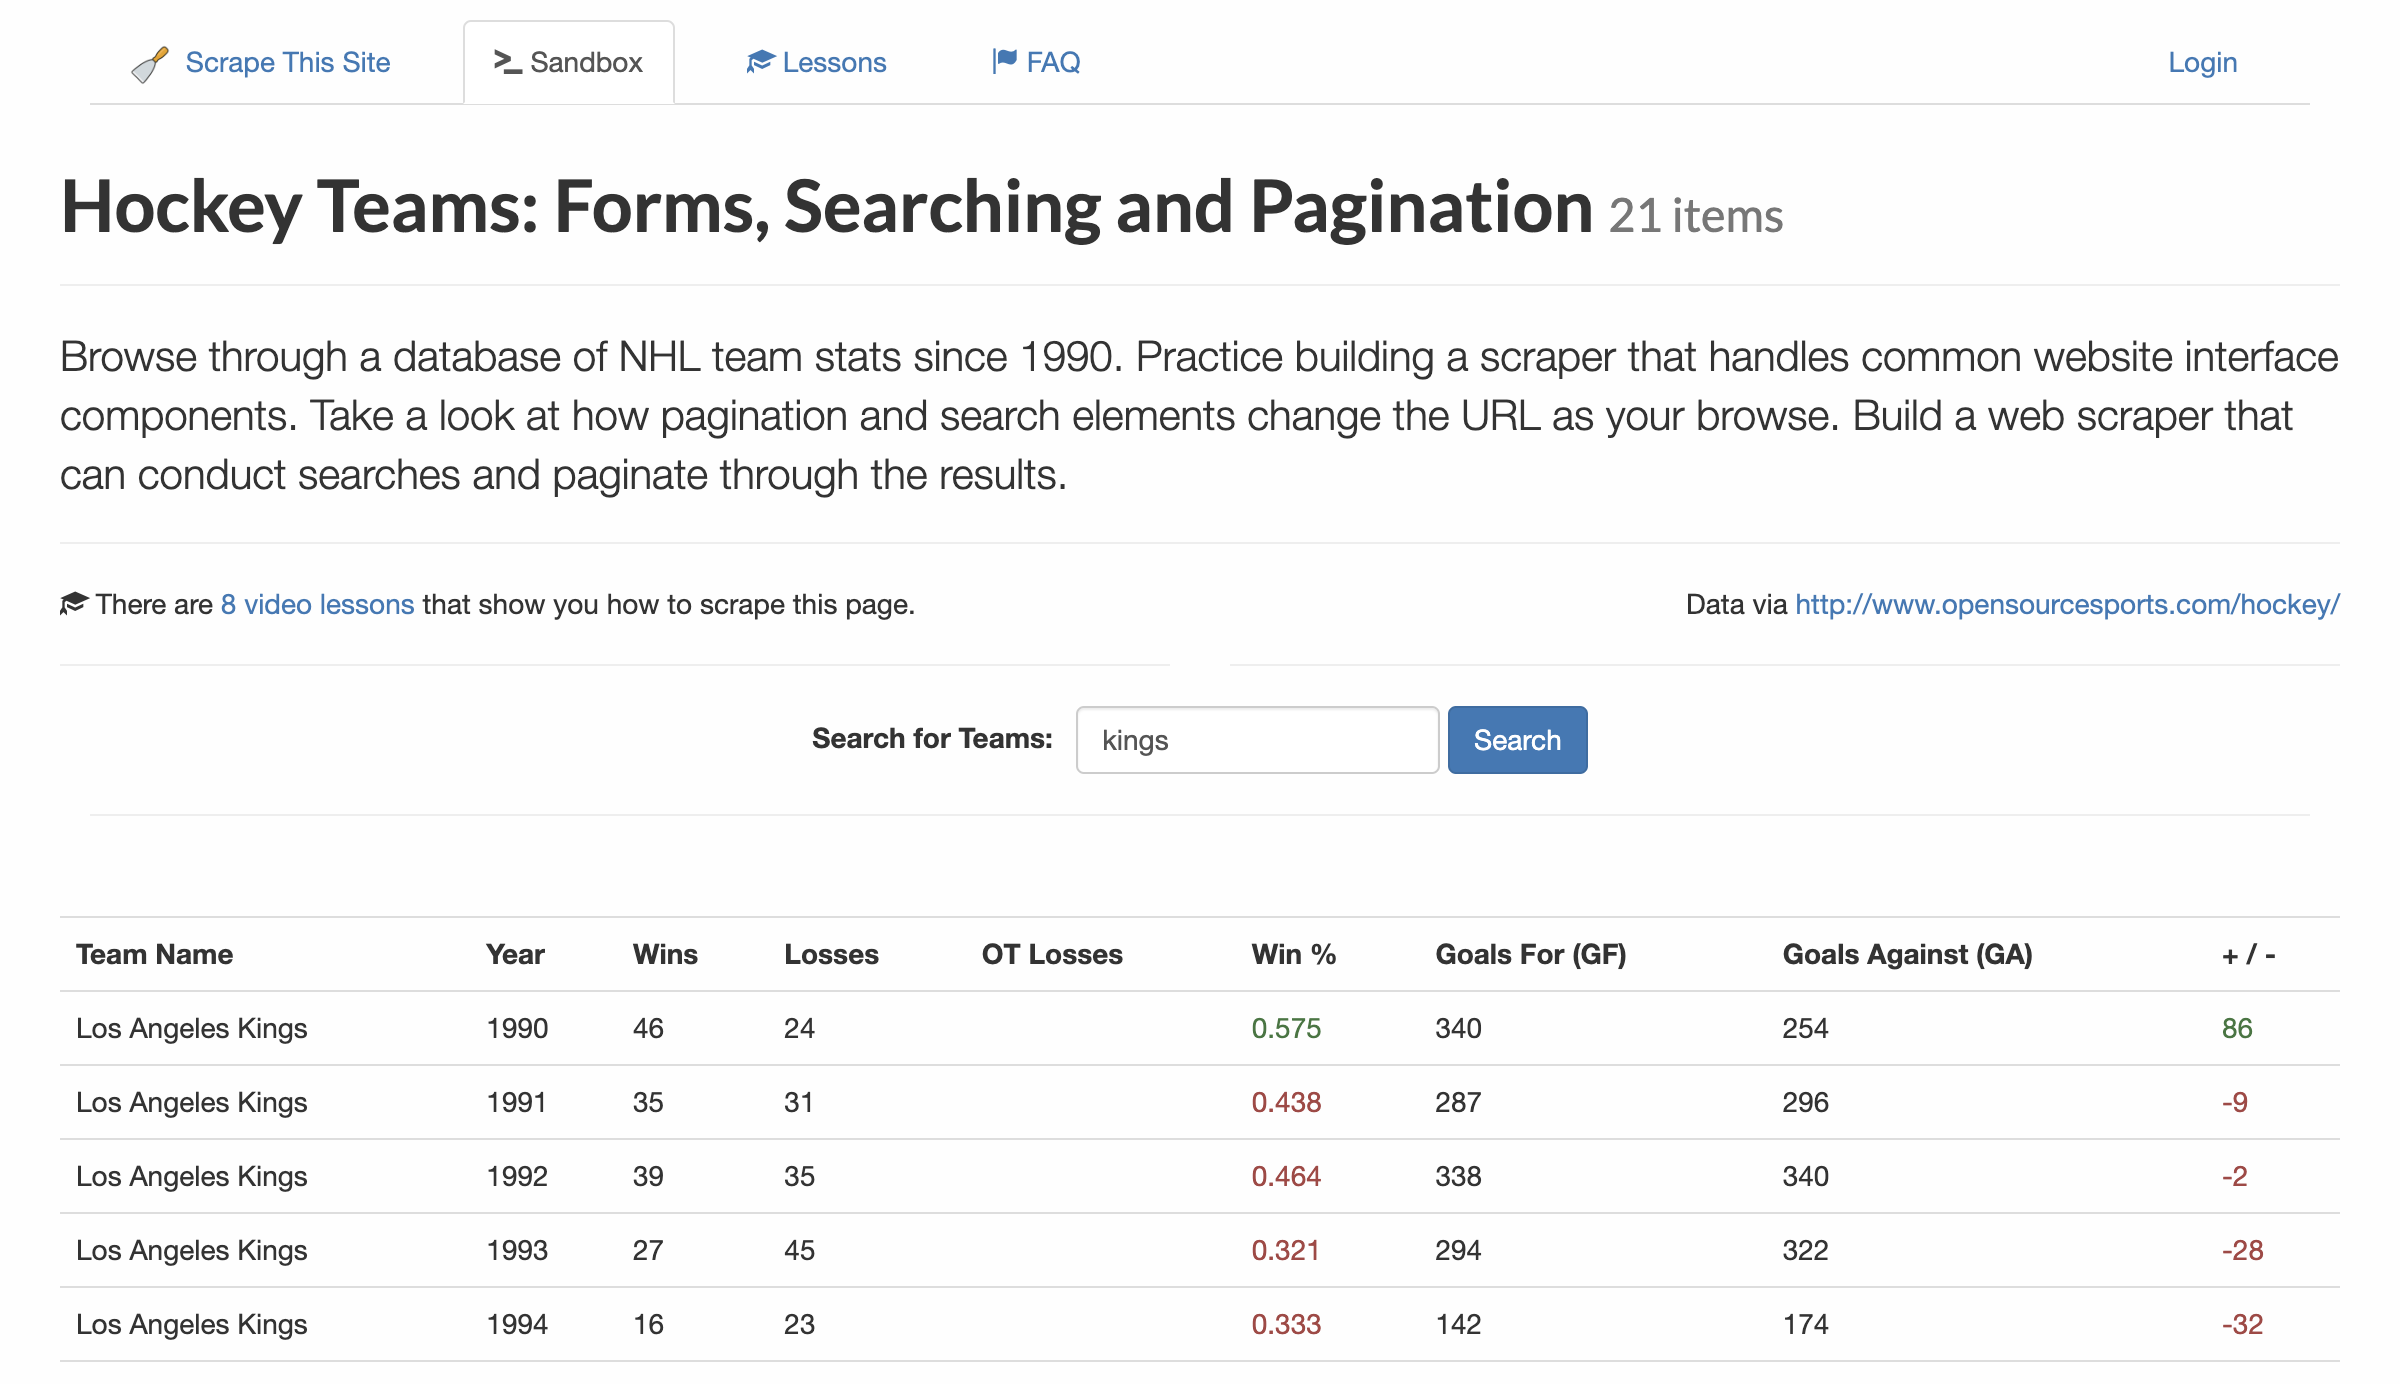 Scrape This Site Sandbox Lessons FAQ Login
Hockey Teams: Forms, Searching and Pagination 21 items
Browse through a database of NHL team stats since 1990. Practice building a scraper that handles common website interface
components. Take a look at how pagination and search elements change the URL as your browse. Build a web scraper that
can conduct searches and paginate through the results.
There are 8 video lessons that show you how to scrape this page. Data via http://www.opensourcesports.com/hockey/
Search for Teams: kings Search
Team Name Year Wins Losses OT Losses Win % Goals For (GF) Goals Against (GA) + / -
Los Angeles Kings 1990 46 24 0.575 340 254 86
Los Angeles Kings 1991 35 31 0.438 287 296 -9
Los Angeles Kings 1992 39 35 0.464 338 340 -2
Los Angeles Kings 1993 27 45 0.321 294 322 -28
Los Angeles Kings 1994 16 23 0.333 142 174 -32